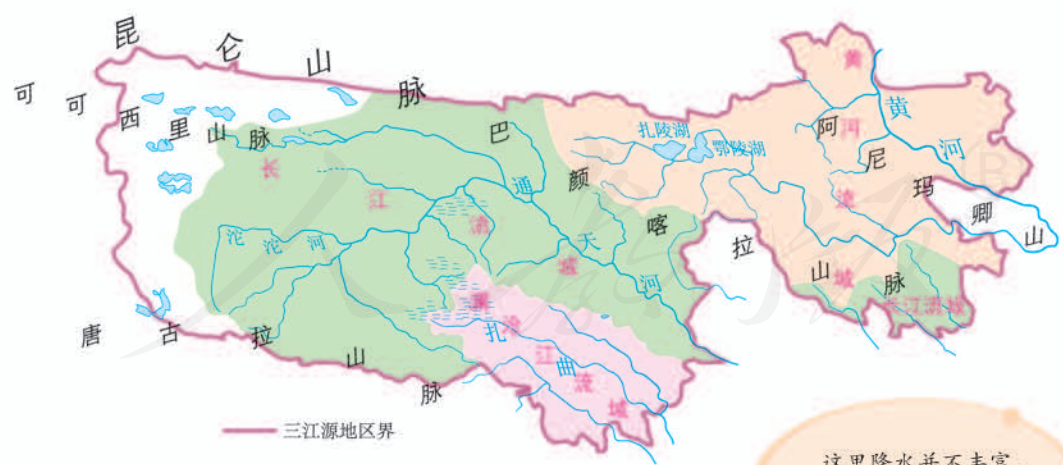 昆仑山脉
可可西里山脉
巴颜喀拉山脉
阿尼玛卿山
唐古拉山脉
长江流域
黄河流域
澜沧江流域
长江流域
沱沱河
通天河
扎曲
扎陵湖
鄂陵湖
黄河
三江源地区界
这里降水并不丰富